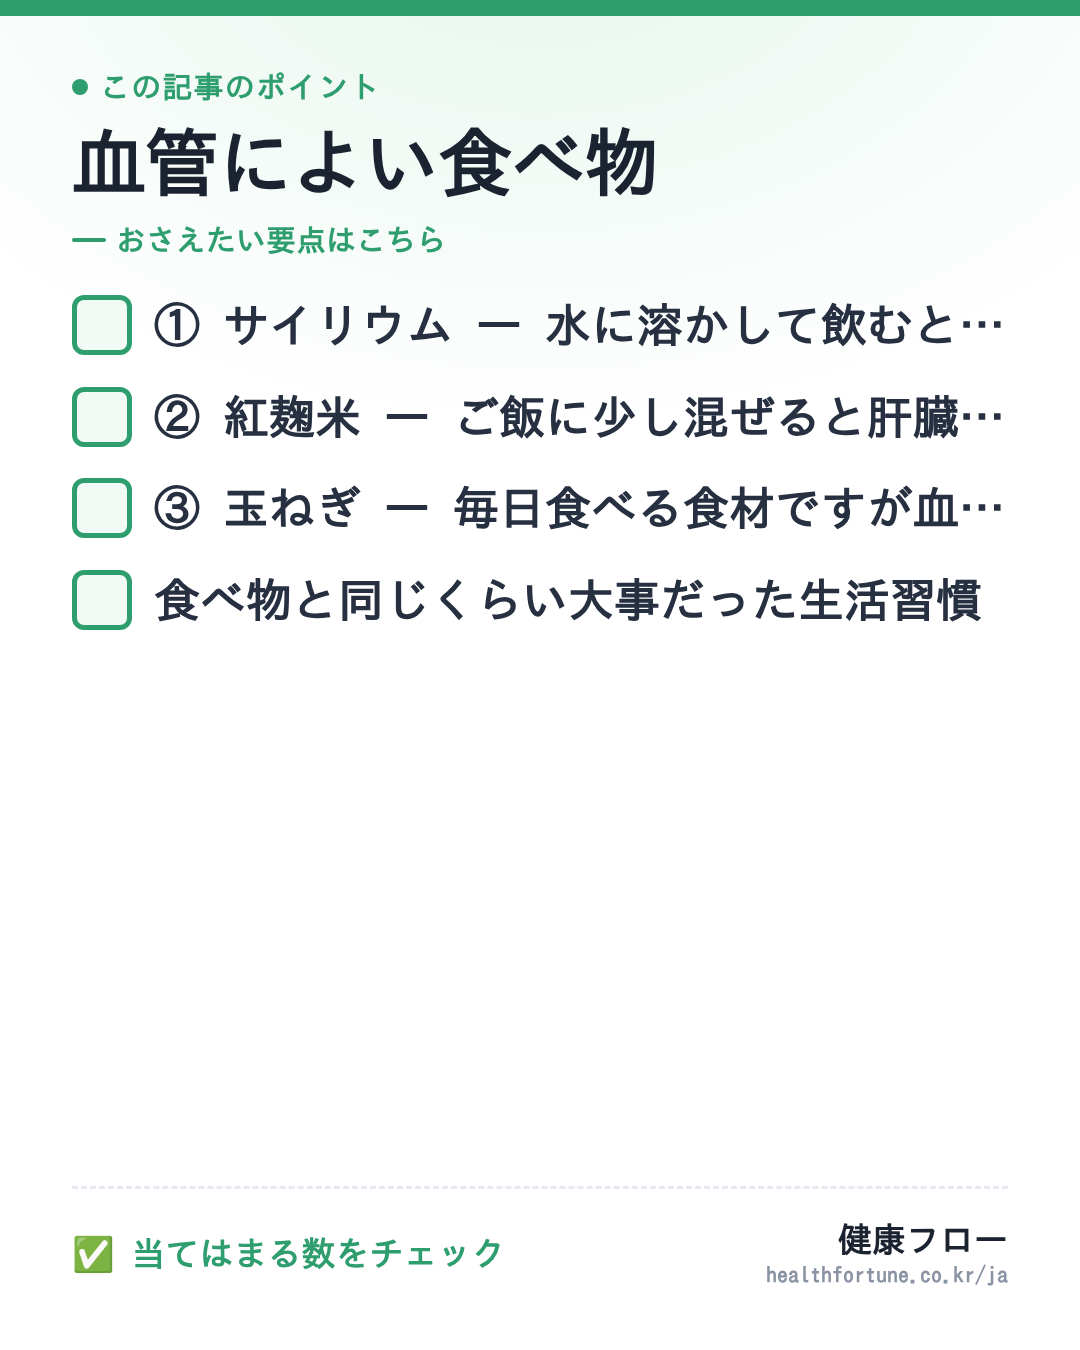 この記事のポイント
血管によい食べ物
— おさえたい要点はこちら
① サイリウム — 水に溶かして飲むと…
② 紅麹米 — ご飯に少し混ぜると肝臓…
③ 玉ねぎ — 毎日食べる食材ですが血…
食べ物と同じくらい大事だった生活習慣
✅ 当てはまる数をチェック
健康フロー
healthfortune.co.kr/ja